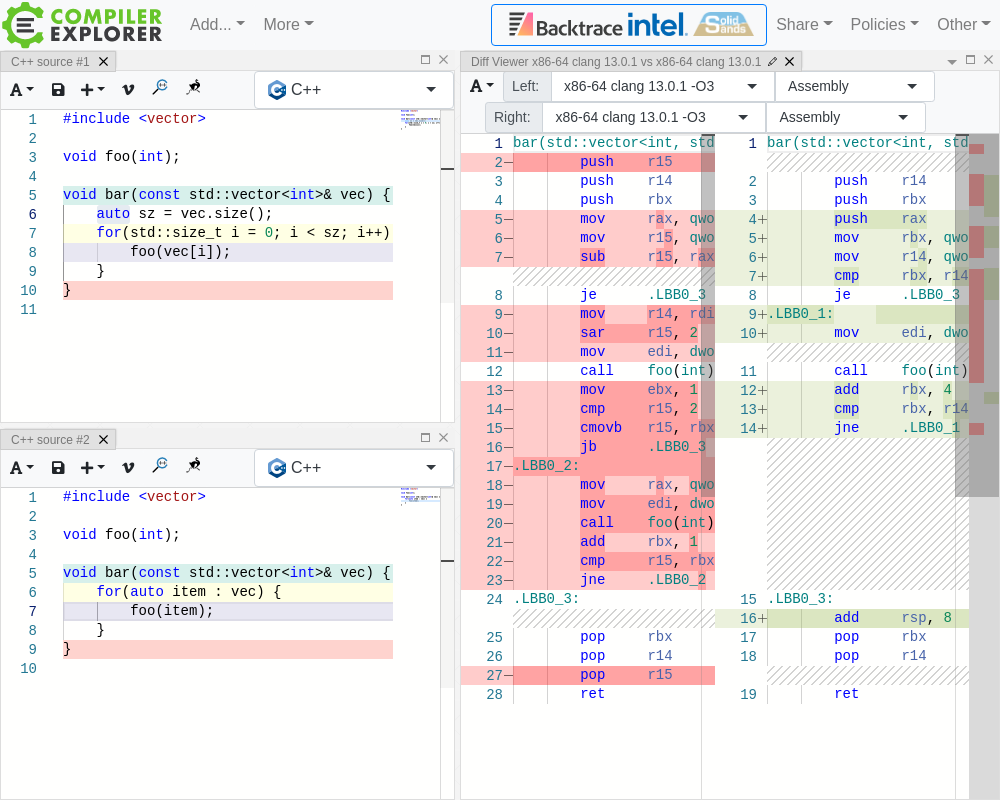 COMPILER EXPLORER
Add... More
Backtrace intel. Solid Sands
Share Policies Other
C++ source #1
A + v C++
1 #include <vector>
2
3 void foo(int);
4
5 void bar(const std::vector<int>& vec) {
6 auto sz = vec.size();
7 for(std::size_t i = 0; i < sz; i++)
8 foo(vec[i]);
9 }
10 }
11
C++ source #2
A + v C++
1 #include <vector>
2
3 void foo(int);
4
5 void bar(const std::vector<int>& vec) {
6 for(auto item : vec) {
7 foo(item);
8 }
9 }
10
Diff Viewer x86-64 clang 13.0.1 vs x86-64 clang 13.0.1
A Left: x86-64 clang 13.0.1 -O3 Assembly
Right: x86-64 clang 13.0.1 -O3 Assembly
1 bar(std::vector<int, std
2– push r15
3 push r14
4 push rbx
5– mov rax, qwo
6– mov r15, qwo
7– sub r15, rax
8 je .LBB0_3
9– mov r14, rdi
10– sar r15, 2
11– mov edi, dwo
12 call foo(int)
13– mov ebx, 1
14– cmp r15, 2
15– cmovb r15, rbx
16– jb .LBB0_3
17– .LBB0_2:
18– mov rax, qwo
19– mov edi, dwo
20– call foo(int)
21– add rbx, 1
22– cmp r15, rbx
23– jne .LBB0_2
24 .LBB0_3:
25 pop rbx
26 pop r14
27– pop r15
28 ret
1 bar(std::vector<int, std
2 push r14
3 push rbx
4+ push rax
5+ mov rbx, qwo
6+ mov r14, qwo
7+ cmp rbx, r14
8 je .LBB0_3
9+ .LBB0_1:
10+ mov edi, dwo
11 call foo(int)
12+ add rbx, 4
13+ cmp rbx, r14
14+ jne .LBB0_1
15 .LBB0_3:
16+ add rsp, 8
17 pop rbx
18 pop r14
19 ret